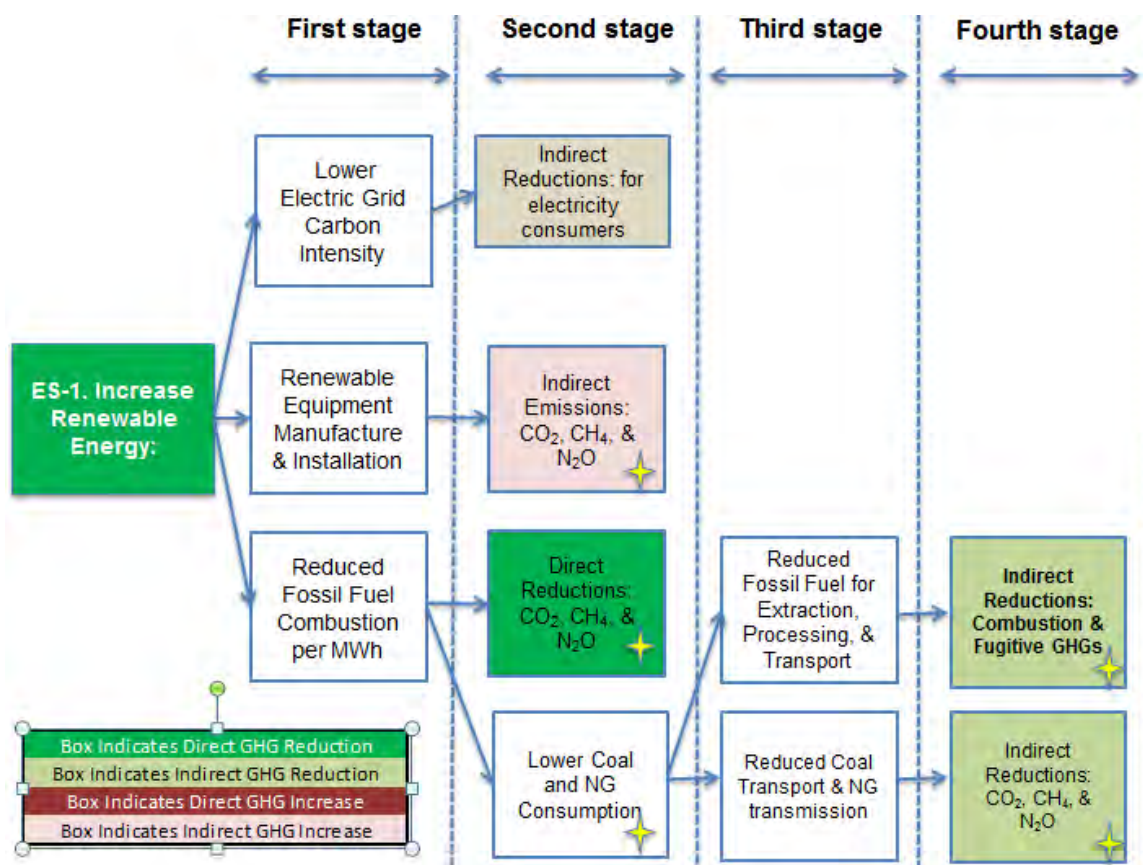 First stage
Second stage
Third stage
Fourth stage
Lower
Electric Grid
Carbon
Intensity
Indirect
Reductions: for
electricity
consumers
ES-1. Increase
Renewable
Energy:
Renewable
Equipment
Manufacture
& Installation
Indirect
Emissions:
CO₂, CH₄, &
N₂O
Reduced
Fossil Fuel
Combustion
per MWh
Direct
Reductions:
CO₂, CH₄, &
N₂O
Reduced
Fossil Fuel for
Extraction,
Processing, &
Transport
Indirect
Reductions:
Combustion &
Fugitive GHGs
Lower Coal
and NG
Consumption
Reduced Coal
Transport & NG
transmission
Indirect
Reductions:
CO₂, CH₄, &
N₂O
Box Indicates Direct GHG Reduction
Box Indicates Indirect GHG Reduction
Box Indicates Direct GHG Increase
Box Indicates Indirect GHG Increase